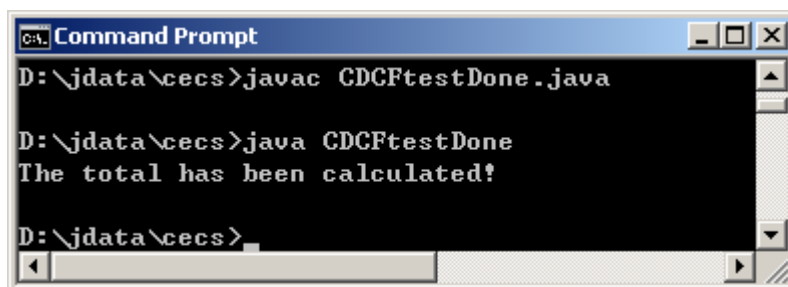 Command Prompt
D:\jdata\cecs>javac CDCFtestDone.java
D:\jdata\cecs>java CDCFtestDone
The total has been calculated!
D:\jdata\cecs>_